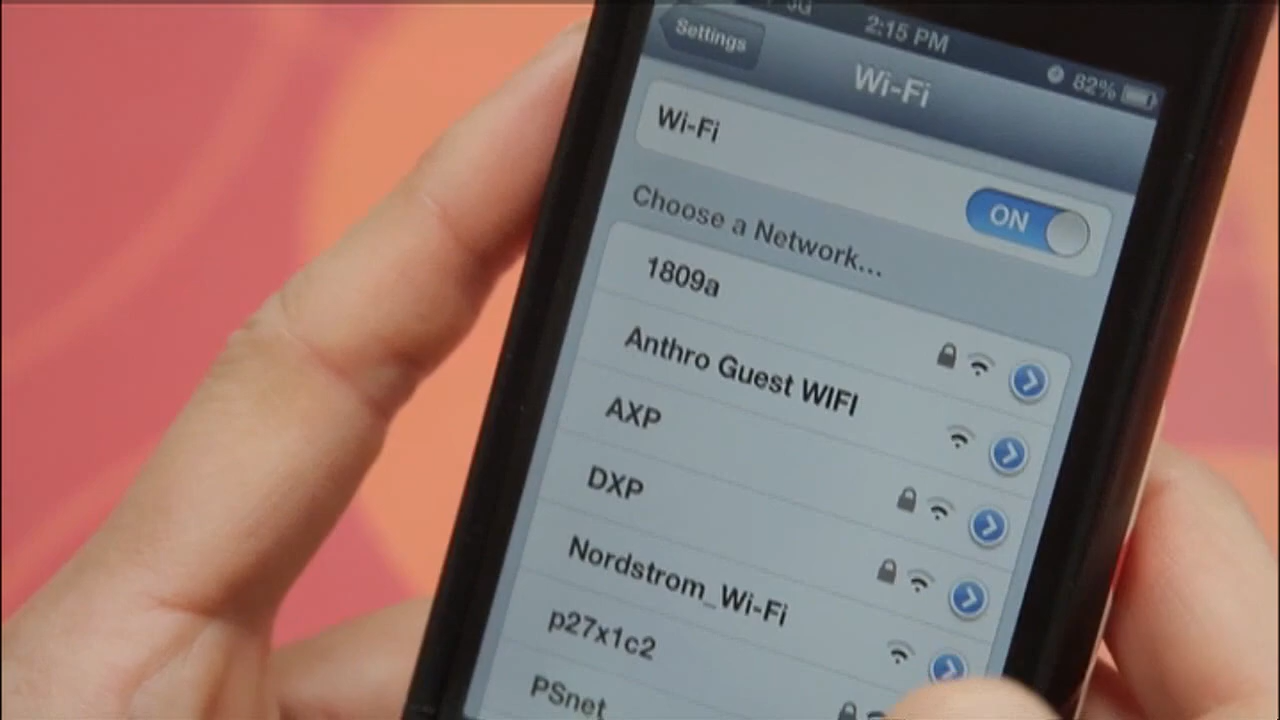 3G 2:15 PM 82%
Settings Wi-Fi
Wi-Fi ON
Choose a Network...
1809a
Anthro Guest WIFI
AXP
DXP
Nordstrom_Wi-Fi
p27x1c2
PSnet